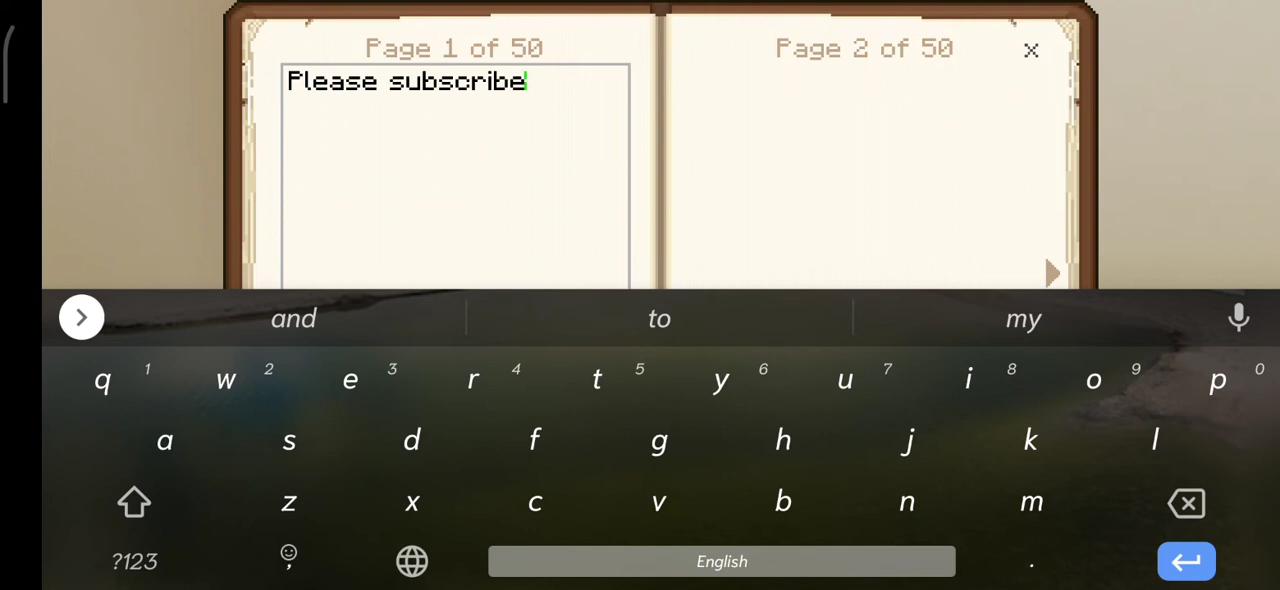 Page 1 of 50
Please subscribe
Page 2 of 50
x
and to my
q 1 w 2 e 3 r 4 t 5 y 6 u 7 i 8 o 9 p 0
a s d f g h j k l
z x c v b n m
?123 , English .